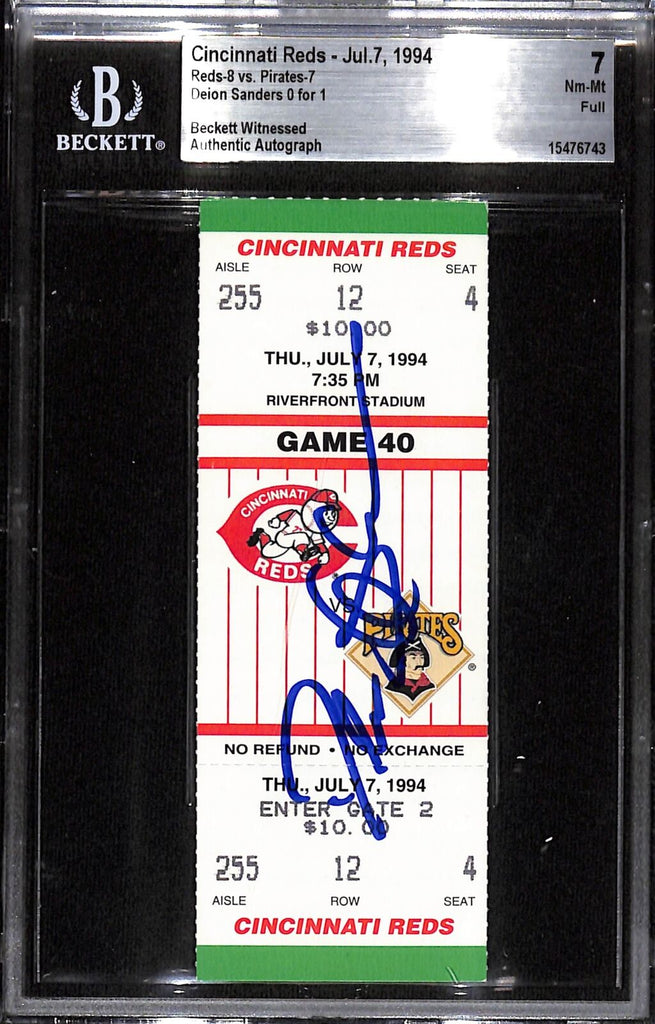 B
BECKETT®
Cincinnati Reds - Jul.7, 1994
Reds-8 vs. Pirates-7
Deion Sanders 0 for 1
Beckett Witnessed
Authentic Autograph
7
Nm-Mt
Full
15476743
CINCINNATI REDS
AISLE ROW SEAT
255 12 4
$10.00
THU., JULY 7, 1994
7:35 PM
RIVERFRONT STADIUM
GAME 40
CINCINNATI
REDS
VS
PIRATES
®
NO REFUND • NO EXCHANGE
THU., JULY 7, 1994
ENTER GATE 2
$10.00
255 12 4
AISLE ROW SEAT
CINCINNATI REDS